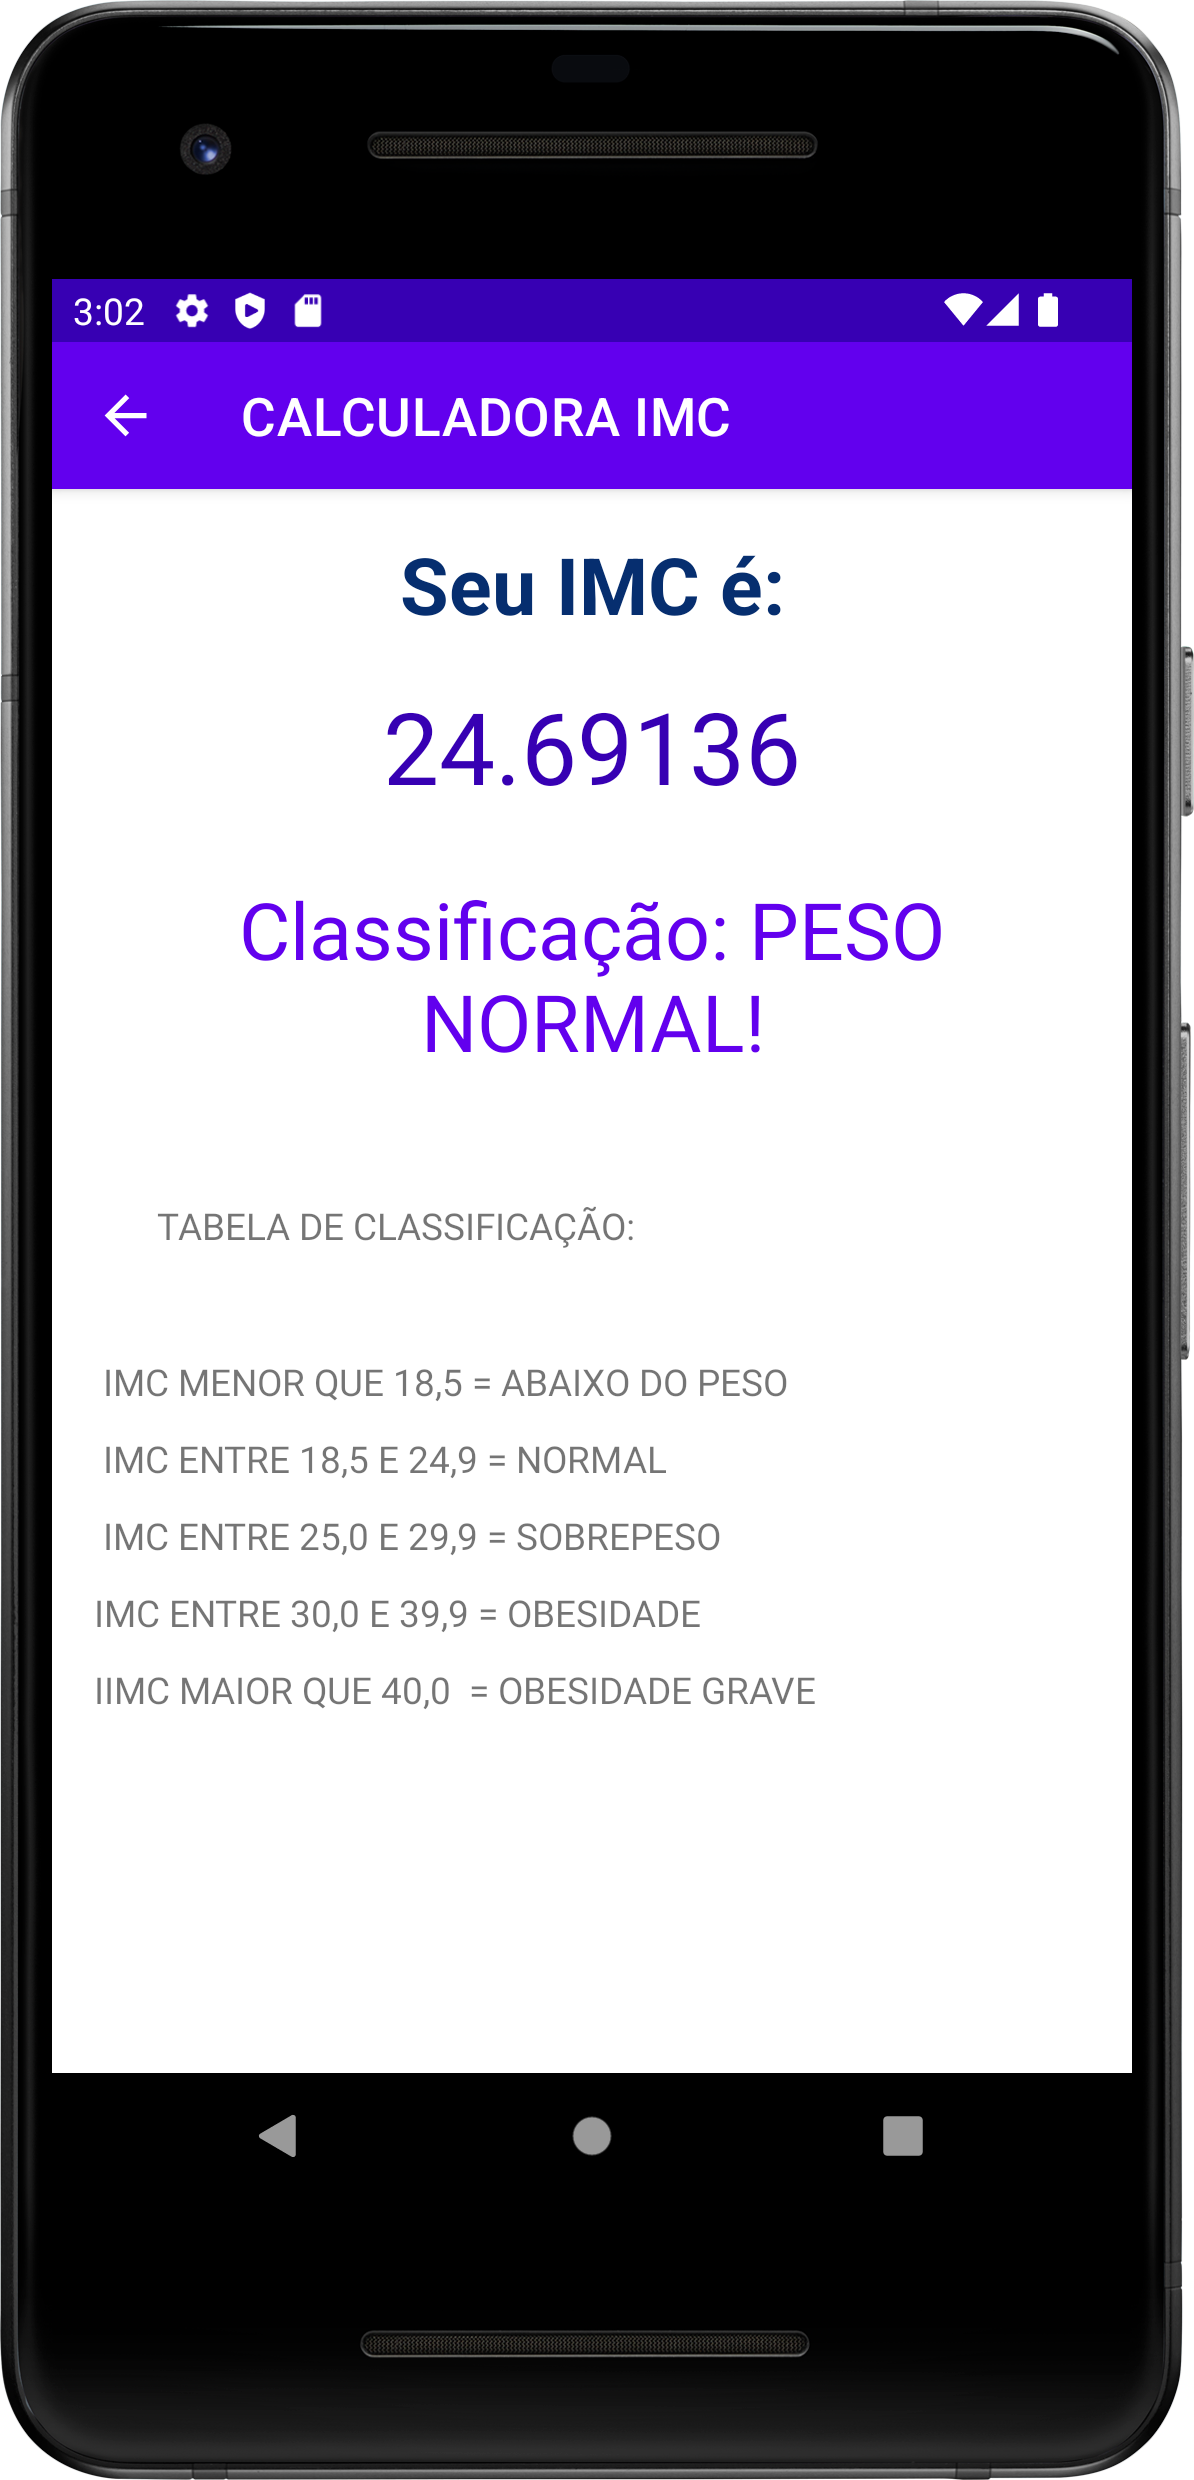 3:02
CALCULADORA IMC
Seu IMC é:
24.69136
Classificação: PESO
NORMAL!
TABELA DE CLASSIFICAÇÃO:
IMC MENOR QUE 18,5 = ABAIXO DO PESO
IMC ENTRE 18,5 E 24,9 = NORMAL
IMC ENTRE 25,0 E 29,9 = SOBREPESO
IMC ENTRE 30,0 E 39,9 = OBESIDADE
IIMC MAIOR QUE 40,0  = OBESIDADE GRAVE